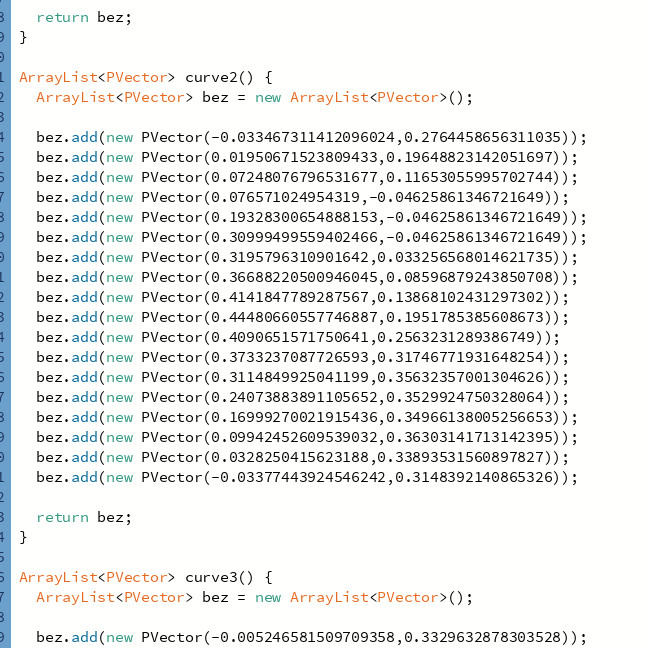 8 return bez;
9 }
0
1 ArrayList<PVector> curve2() {
2 ArrayList<PVector> bez = new ArrayList<PVector>();
3
4 bez.add(new PVector(-0.033467311412096024,0.2764458656311035));
5 bez.add(new PVector(0.01950671523809433,0.19648823142051697));
6 bez.add(new PVector(0.07248076796531677,0.11653055995702744));
7 bez.add(new PVector(0.076571024954319,-0.04625861346721649));
8 bez.add(new PVector(0.19328300654888153,-0.04625861346721649));
9 bez.add(new PVector(0.30999499559402466,-0.04625861346721649));
0 bez.add(new PVector(0.3195796310901642,0.033256568014621735));
1 bez.add(new PVector(0.36688220500946045,0.08596879243850708));
2 bez.add(new PVector(0.4141847789287567,0.13868102431297302));
3 bez.add(new PVector(0.44480660557746887,0.1951785385608673));
4 bez.add(new PVector(0.4090651571750641,0.2563231289386749));
5 bez.add(new PVector(0.3733237087726593,0.31746771931648254));
6 bez.add(new PVector(0.3114849925041199,0.35632357001304626));
7 bez.add(new PVector(0.24073883891105652,0.3529924750328064));
8 bez.add(new PVector(0.16999270021915436,0.34966138005256653));
9 bez.add(new PVector(0.09942452609539032,0.36303141713142395));
0 bez.add(new PVector(0.0328250415623188,0.33893531560897827));
1 bez.add(new PVector(-0.03377443924546242,0.3148392140865326));
2
3 return bez;
4 }
5
6 ArrayList<PVector> curve3() {
7 ArrayList<PVector> bez = new ArrayList<PVector>();
8
9 bez.add(new PVector(-0.005246581509709358,0.3329632878303528));